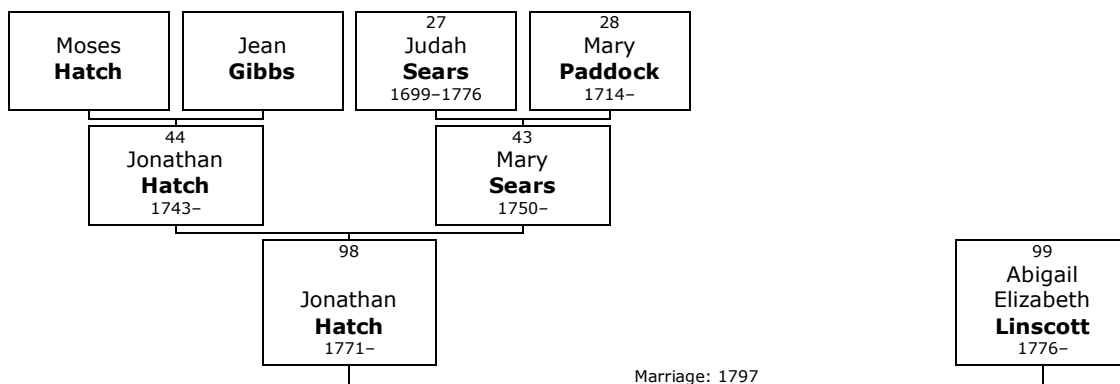 Moses
Hatch
Jean
Gibbs
27
Judah
Sears
1699–1776
28
Mary
Paddock
1714–
44
Jonathan
Hatch
1743–
43
Mary
Sears
1750–
98
Jonathan
Hatch
1771–
99
Abigail
Elizabeth
Linscott
1776–
Marriage: 1797